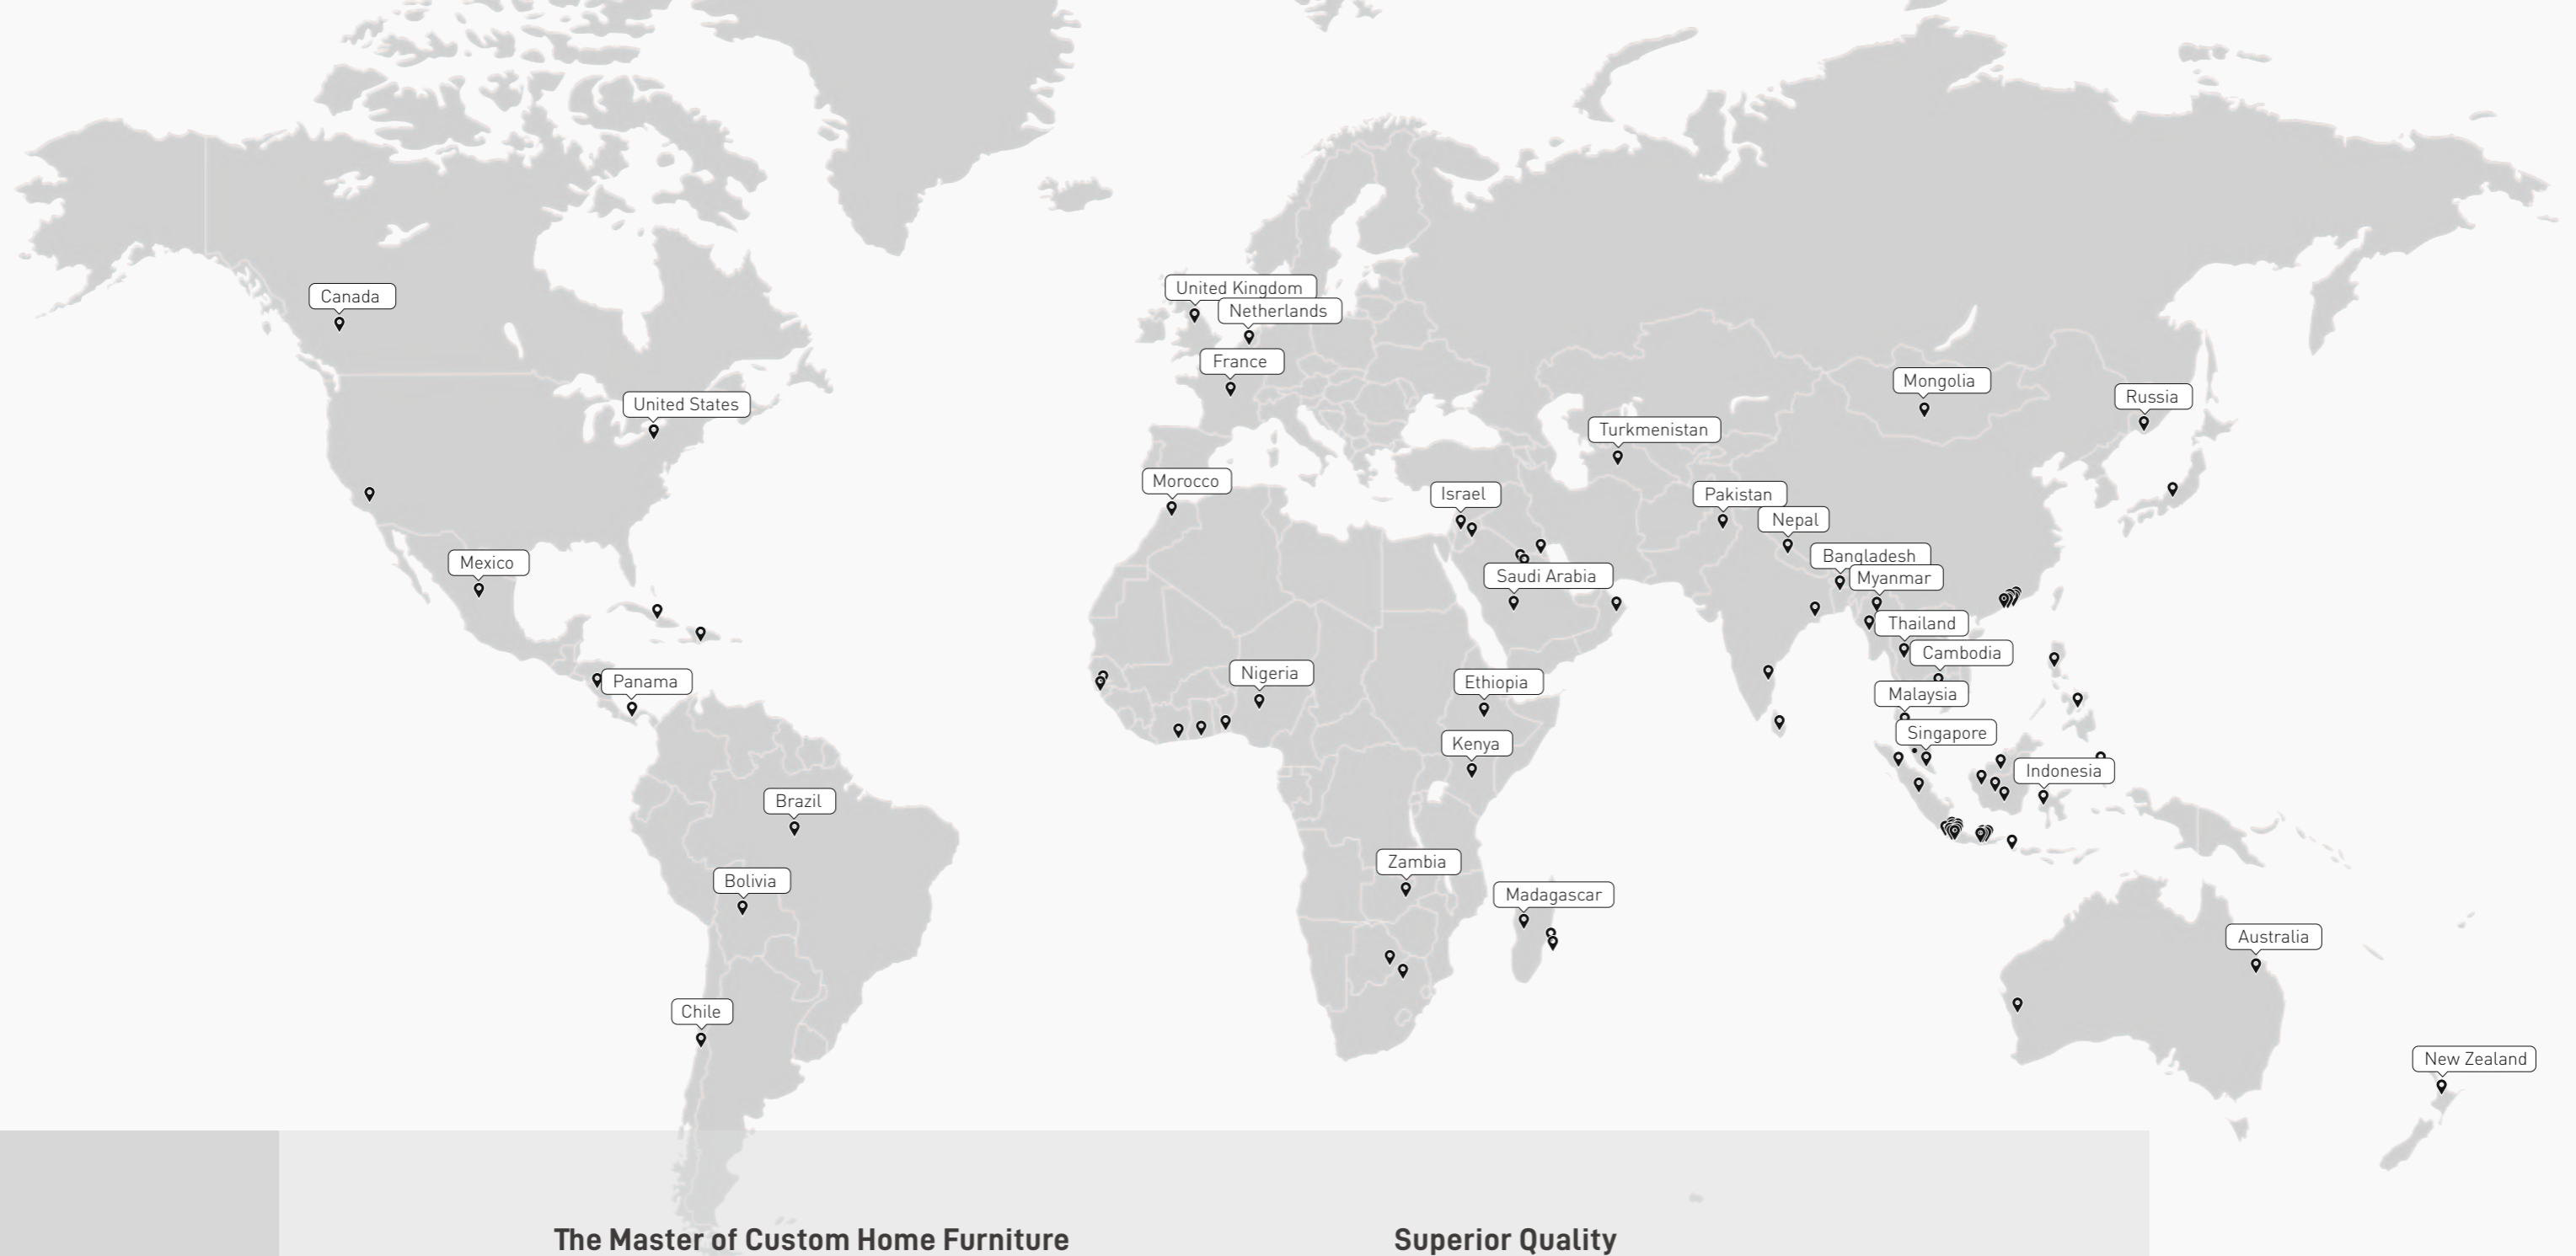 United Kingdom
Canada
Netherlands
France
Mongolia
Russia
United States
Turkmenistan
Morocco
Israel
Pakistan
Nepal
Bangladesh
Mexico
Saudi Arabia
Myanmar
Thailand
Cambodia
Nigeria
Panama
Ethiopia
Malaysia
Singapore
Kenya
Indonesia
Brazil
Zambia
Bolivia
Madagascar
Australia
Chile
New Zealand
The Master of Custom Home Furniture
Superior Quality